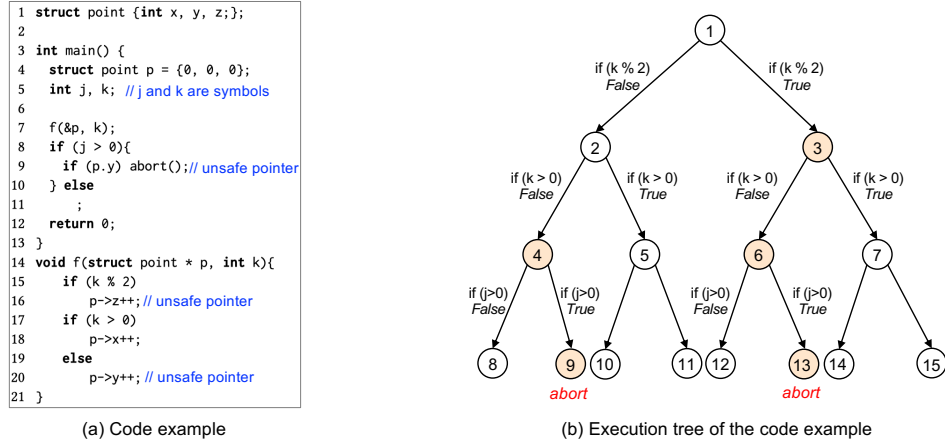 1 struct point {int x, y, z;};
2
3 int main() {
4 struct point p = {0, 0, 0};
5 int j, k; // j and k are symbols
6
7 f(&p, k);
8 if (j > 0){
9 if (p.y) abort();// unsafe pointer
10 } else
11 ;
12 return 0;
13 }
14 void f(struct point * p, int k){
15 if (k % 2)
16 p->z++; // unsafe pointer
17 if (k > 0)
18 p->x++;
19 else
20 p->y++; // unsafe pointer
21 }
(a) Code example
1
if (k % 2) if (k % 2)
False True
2 3
if (k > 0) if (k > 0) if (k > 0) if (k > 0)
False True False True
4 5 6 7
if (j>0) if (j>0) if (j>0) if (j>0)
False True False True
8 9 10 11 12 13 14 15
abort abort
(b) Execution tree of the code example